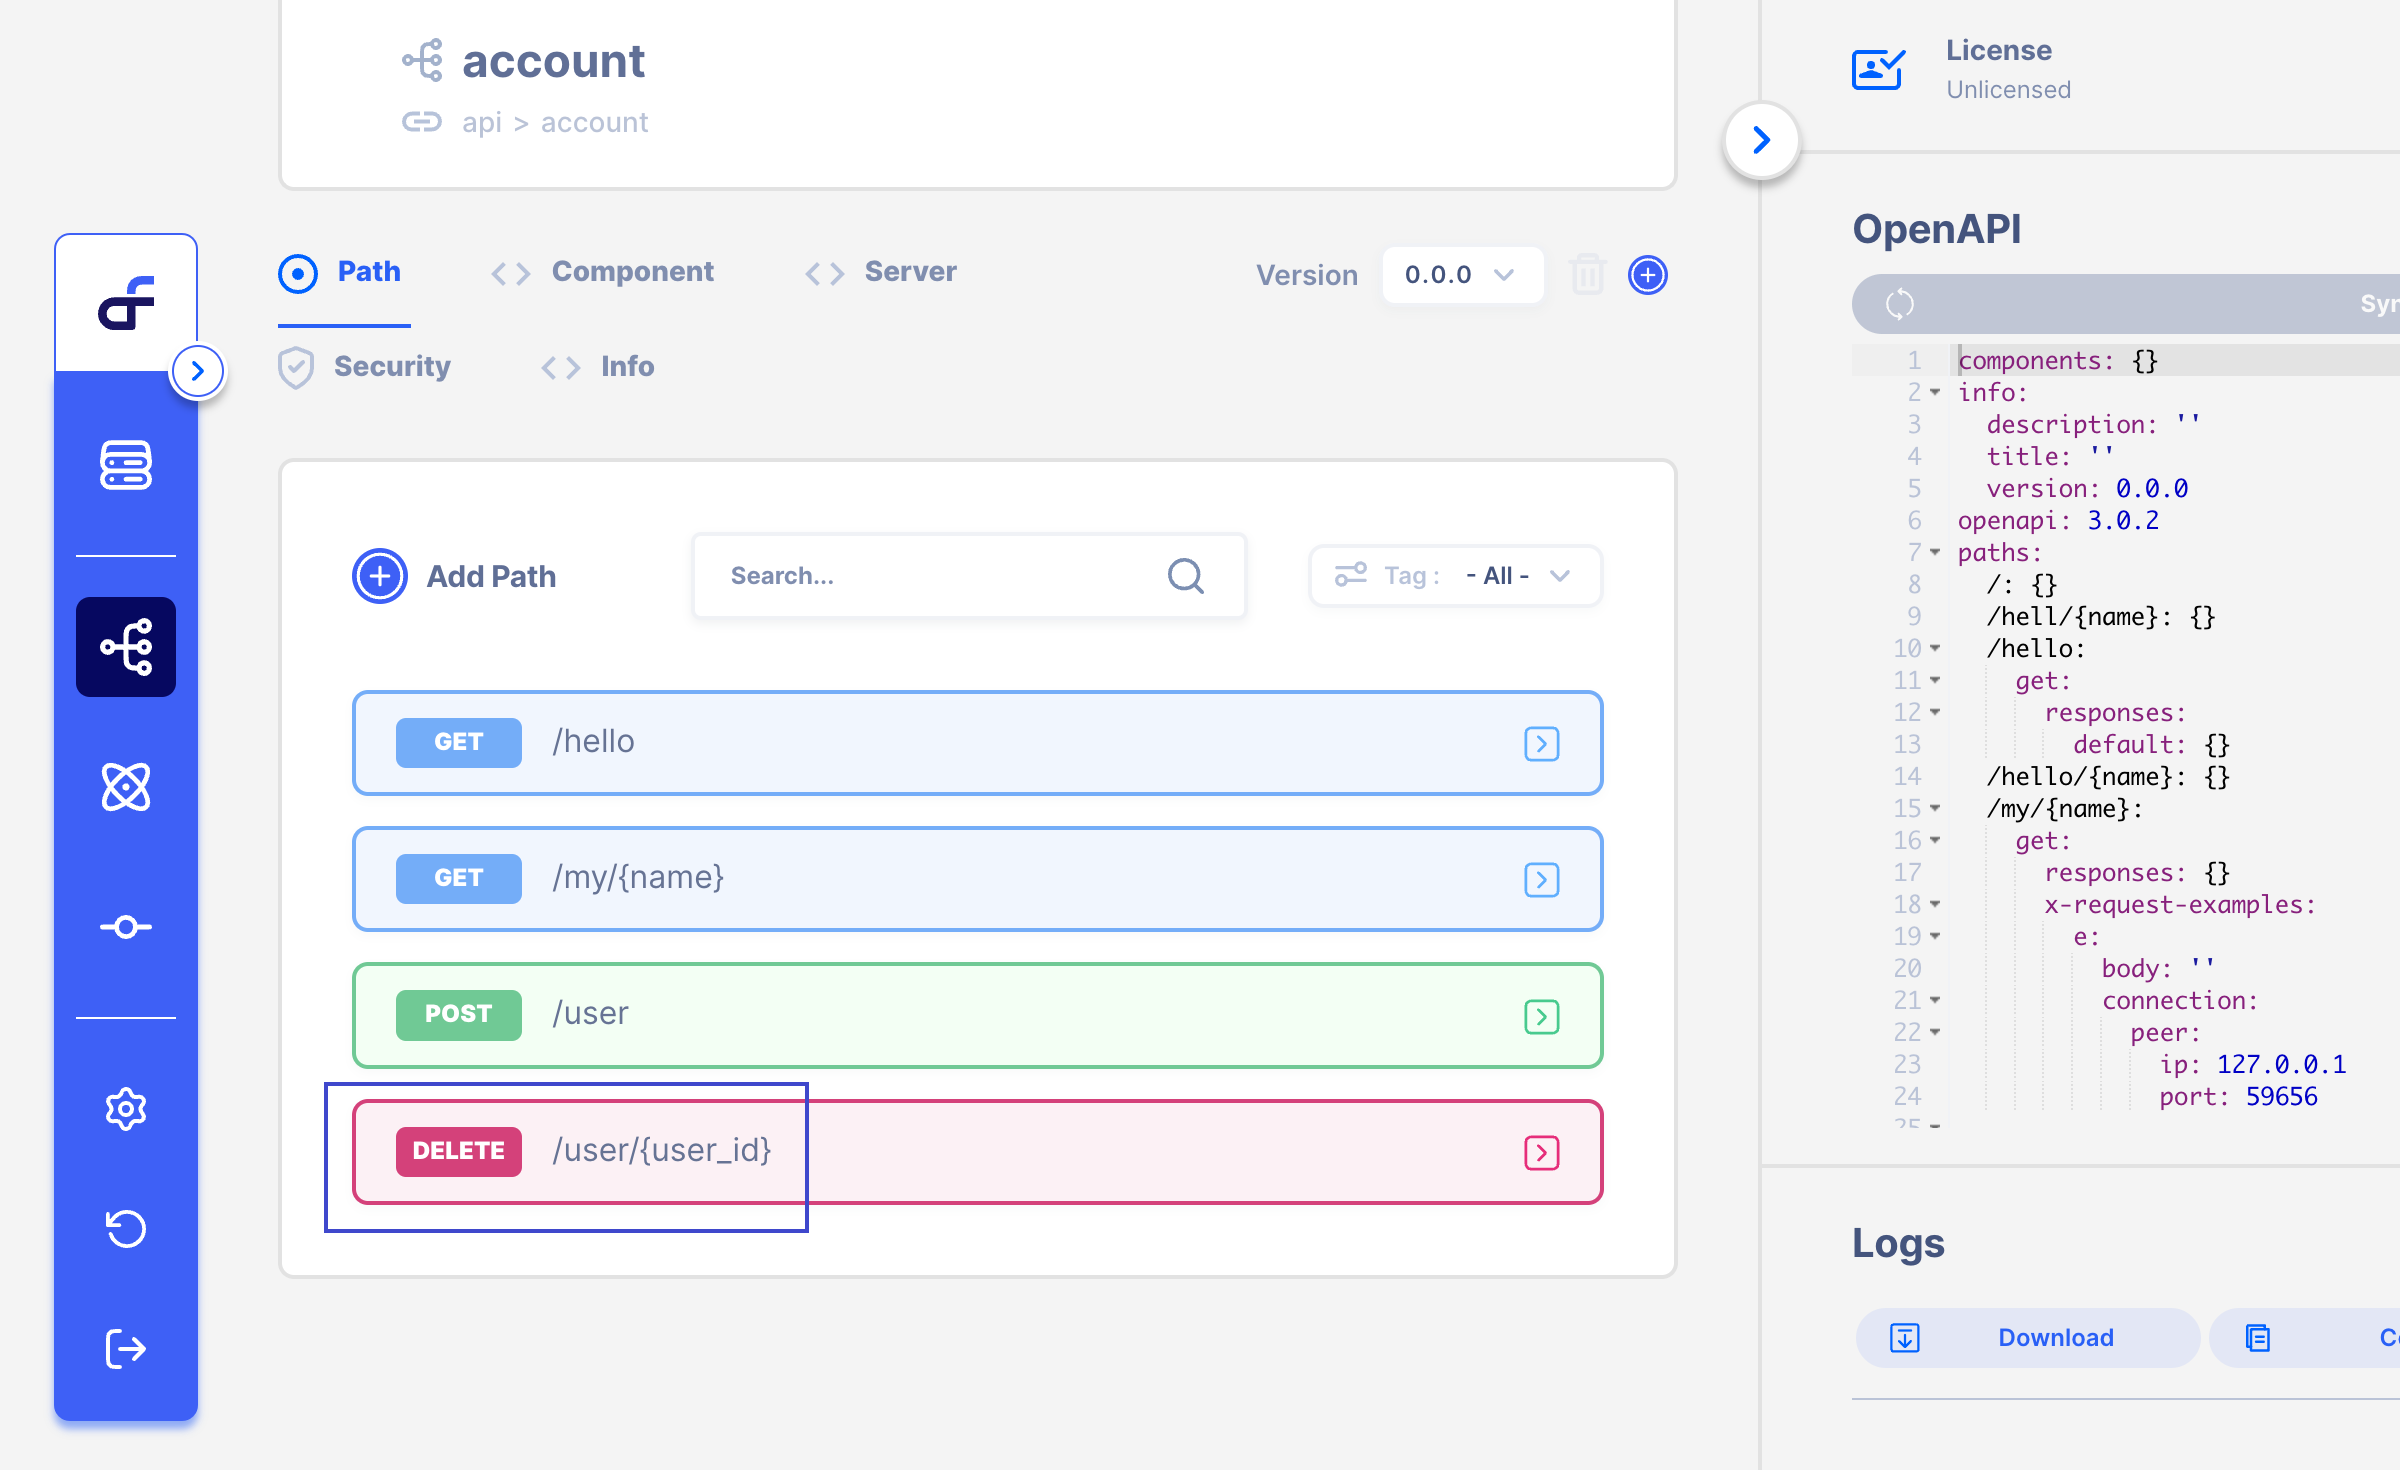 account
api > account
Path
Component
Server
Version
0.0.0
Security
Info
Add Path
Search...
Tag :
- All -
GET
/hello
GET
/my/{name}
POST
/user
DELETE
/user/{user_id}
License
Unlicensed
OpenAPI
1 components: {}
2 info:
3 description: ''
4 title: ''
5 version: 0.0.0
6 openapi: 3.0.2
7 paths:
8 /: {}
9 /hell/{name}: {}
10 /hello:
11 get:
12 responses:
13 default: {}
14 /hello/{name}: {}
15 /my/{name}:
16 get:
17 responses: {}
18 x-request-examples:
19 e:
20 body: ''
21 connection:
22 peer:
23 ip: 127.0.0.1
24 port: 59656
25
Logs
Download